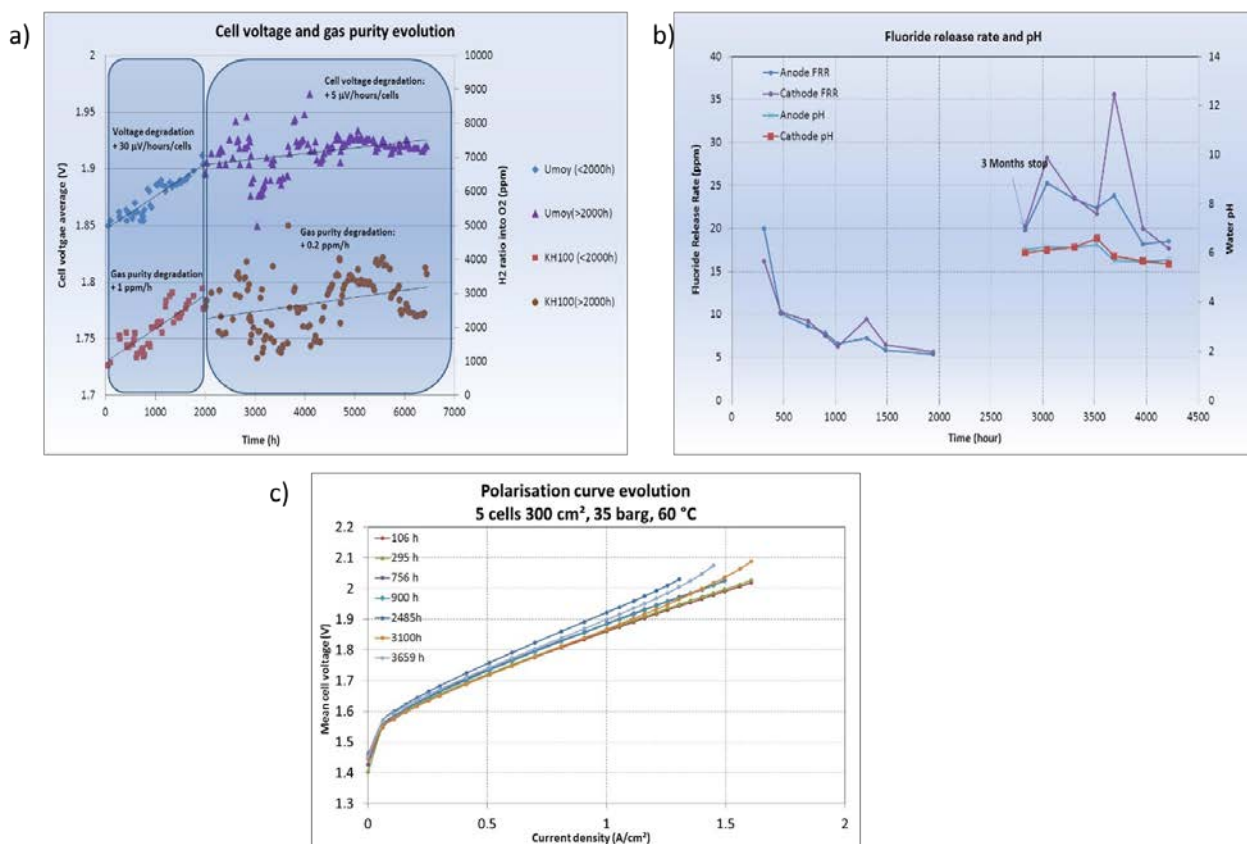 a)
Cell voltage and gas purity evolution
Cell voltgae average (V)
2
1.95
1.9
1.85
1.8
1.75
1.7
Voltage degradation
+ 30 µV/hours/cells
Cell voltage degradation:
+ 5 µV/hours/cells
Gas purity degradation
+ 1 ppm/h
Gas purity degradation:
+ 0.2 ppm/h
10000
9000
8000
7000
6000
5000
4000
3000
2000
1000
0
H2 ratio into O2 (ppm)
0 1000 2000 3000 4000 5000 6000 7000
Time (h)
Umoy (<2000h)
Umoy(>2000h)
KH100 (<2000h)
KH100(>2000h)
b)
Fluoride release rate and pH
Fluoride Release Rate (ppm)
40
35
30
25
20
15
10
5
0
Anode FRR
Cathode FRR
Anode pH
Cathode pH
3 Months stop
14
12
10
8
6
4
2
0
Water pH
0 500 1000 1500 2000 2500 3000 3500 4000 4500
Time (hour)
c)
Polarisation curve evolution
5 cells 300 cm², 35 barg, 60 °C
Mean cell voltage (V)
2.2
2.1
2
1.9
1.8
1.7
1.6
1.5
1.4
1.3
106 h
295 h
756 h
900 h
2485h
3100h
3659 h
0 0.5 1 1.5 2
Current density (A/cm²)